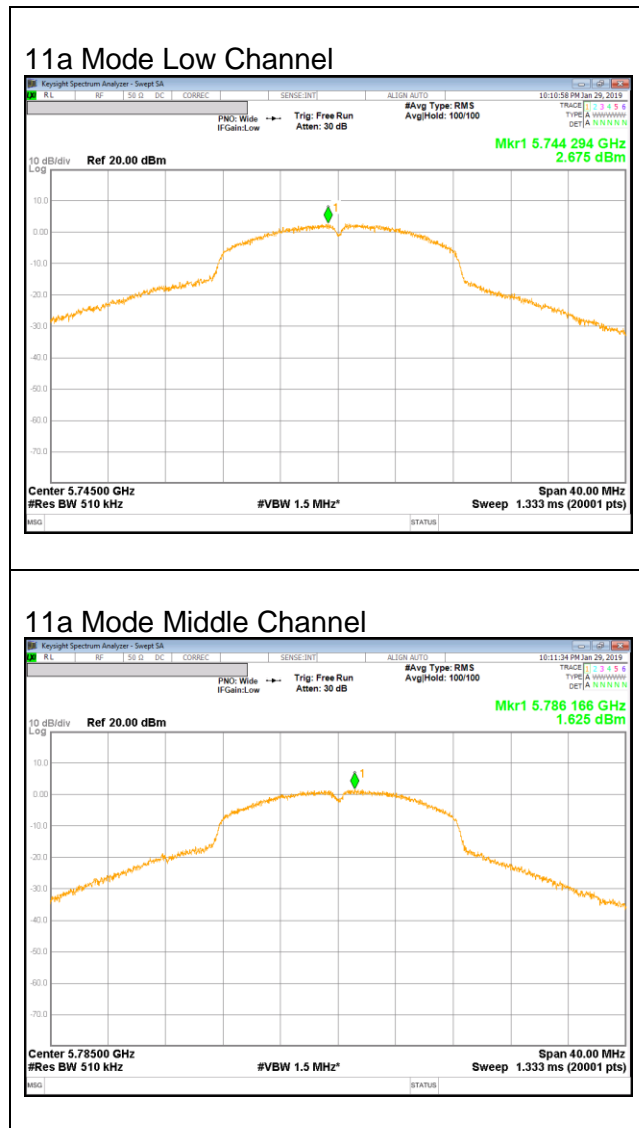 11a Mode Low Channel
Keysight Spectrum Analyzer - Swept SA
RL RF 50 Ω DC CORREC SENSE:INT ALIGN AUTO 10:10:58 PM Jan 29, 2019
PNO: Wide Trig: Free Run #Avg Type: RMS TRACE 1 2 3 4 5 6
IFGain:Low Atten: 30 dB Avg|Hold: 100/100 TYPE A WWWWW
DET A N N N N N
Mkr1 5.744 294 GHz
10 dB/div Ref 20.00 dBm 2.675 dBm
Log
10.0
1
0.00
-10.0
-20.0
-30.0
-40.0
-50.0
-60.0
-70.0
Center 5.74500 GHz Span 40.00 MHz
#Res BW 510 kHz #VBW 1.5 MHz* Sweep 1.333 ms (20001 pts)
MSG STATUS
11a Mode Middle Channel
Keysight Spectrum Analyzer - Swept SA
RL RF 50 Ω DC CORREC SENSE:INT ALIGN AUTO 10:11:34 PM Jan 29, 2019
PNO: Wide Trig: Free Run #Avg Type: RMS TRACE 1 2 3 4 5 6
IFGain:Low Atten: 30 dB Avg|Hold: 100/100 TYPE A WWWWW
DET A N N N N N
Mkr1 5.786 166 GHz
10 dB/div Ref 20.00 dBm 1.625 dBm
Log
10.0
1
0.00
-10.0
-20.0
-30.0
-40.0
-50.0
-60.0
-70.0
Center 5.78500 GHz Span 40.00 MHz
#Res BW 510 kHz #VBW 1.5 MHz* Sweep 1.333 ms (20001 pts)
MSG STATUS